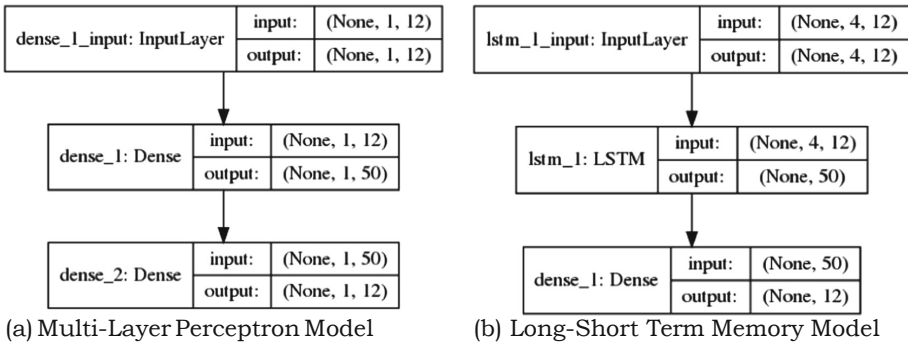 dense_1_input: InputLayer
input: (None, 1, 12)
output: (None, 1, 12)
dense_1: Dense
input: (None, 1, 12)
output: (None, 1, 50)
dense_2: Dense
input: (None, 1, 50)
output: (None, 1, 12)
(a) Multi-Layer Perceptron Model
lstm_1_input: InputLayer
input: (None, 4, 12)
output: (None, 4, 12)
lstm_1: LSTM
input: (None, 4, 12)
output: (None, 50)
dense_1: Dense
input: (None, 50)
output: (None, 12)
(b) Long-Short Term Memory Model